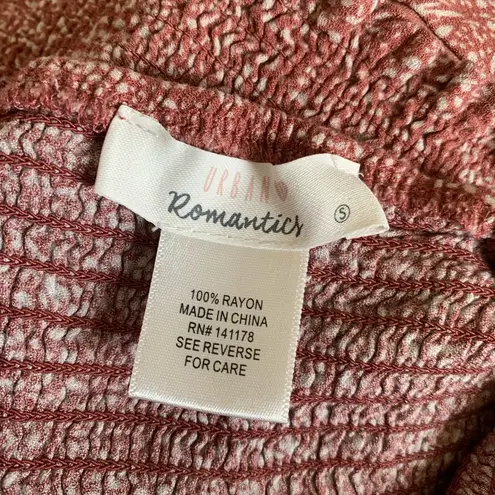 URBAN
Romantics
S
100% RAYON
MADE IN CHINA
RN# 141178
SEE REVERSE
FOR CARE